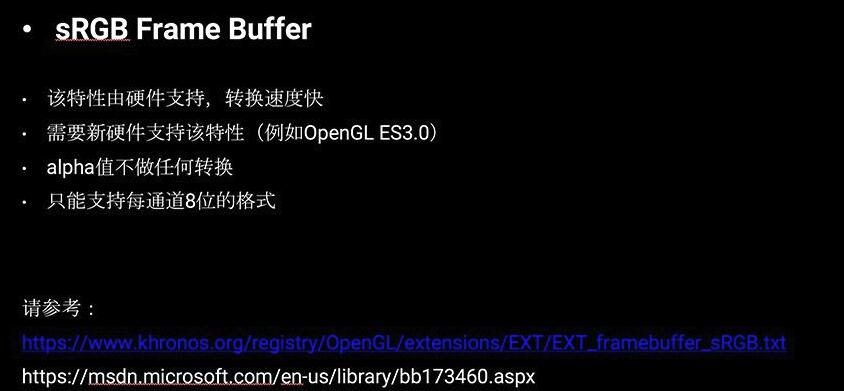 • sRGB Frame Buffer
• 该特性由硬件支持，转换速度快
• 需要新硬件支持该特性（例如OpenGL ES3.0）
• alpha值不做任何转换
• 只能支持每通道8位的格式
请参考：
https://www.khronos.org/registry/OpenGL/extensions/EXT/EXT_framebuffer_sRGB.txt
https://msdn.microsoft.com/en-us/library/bb173460.aspx